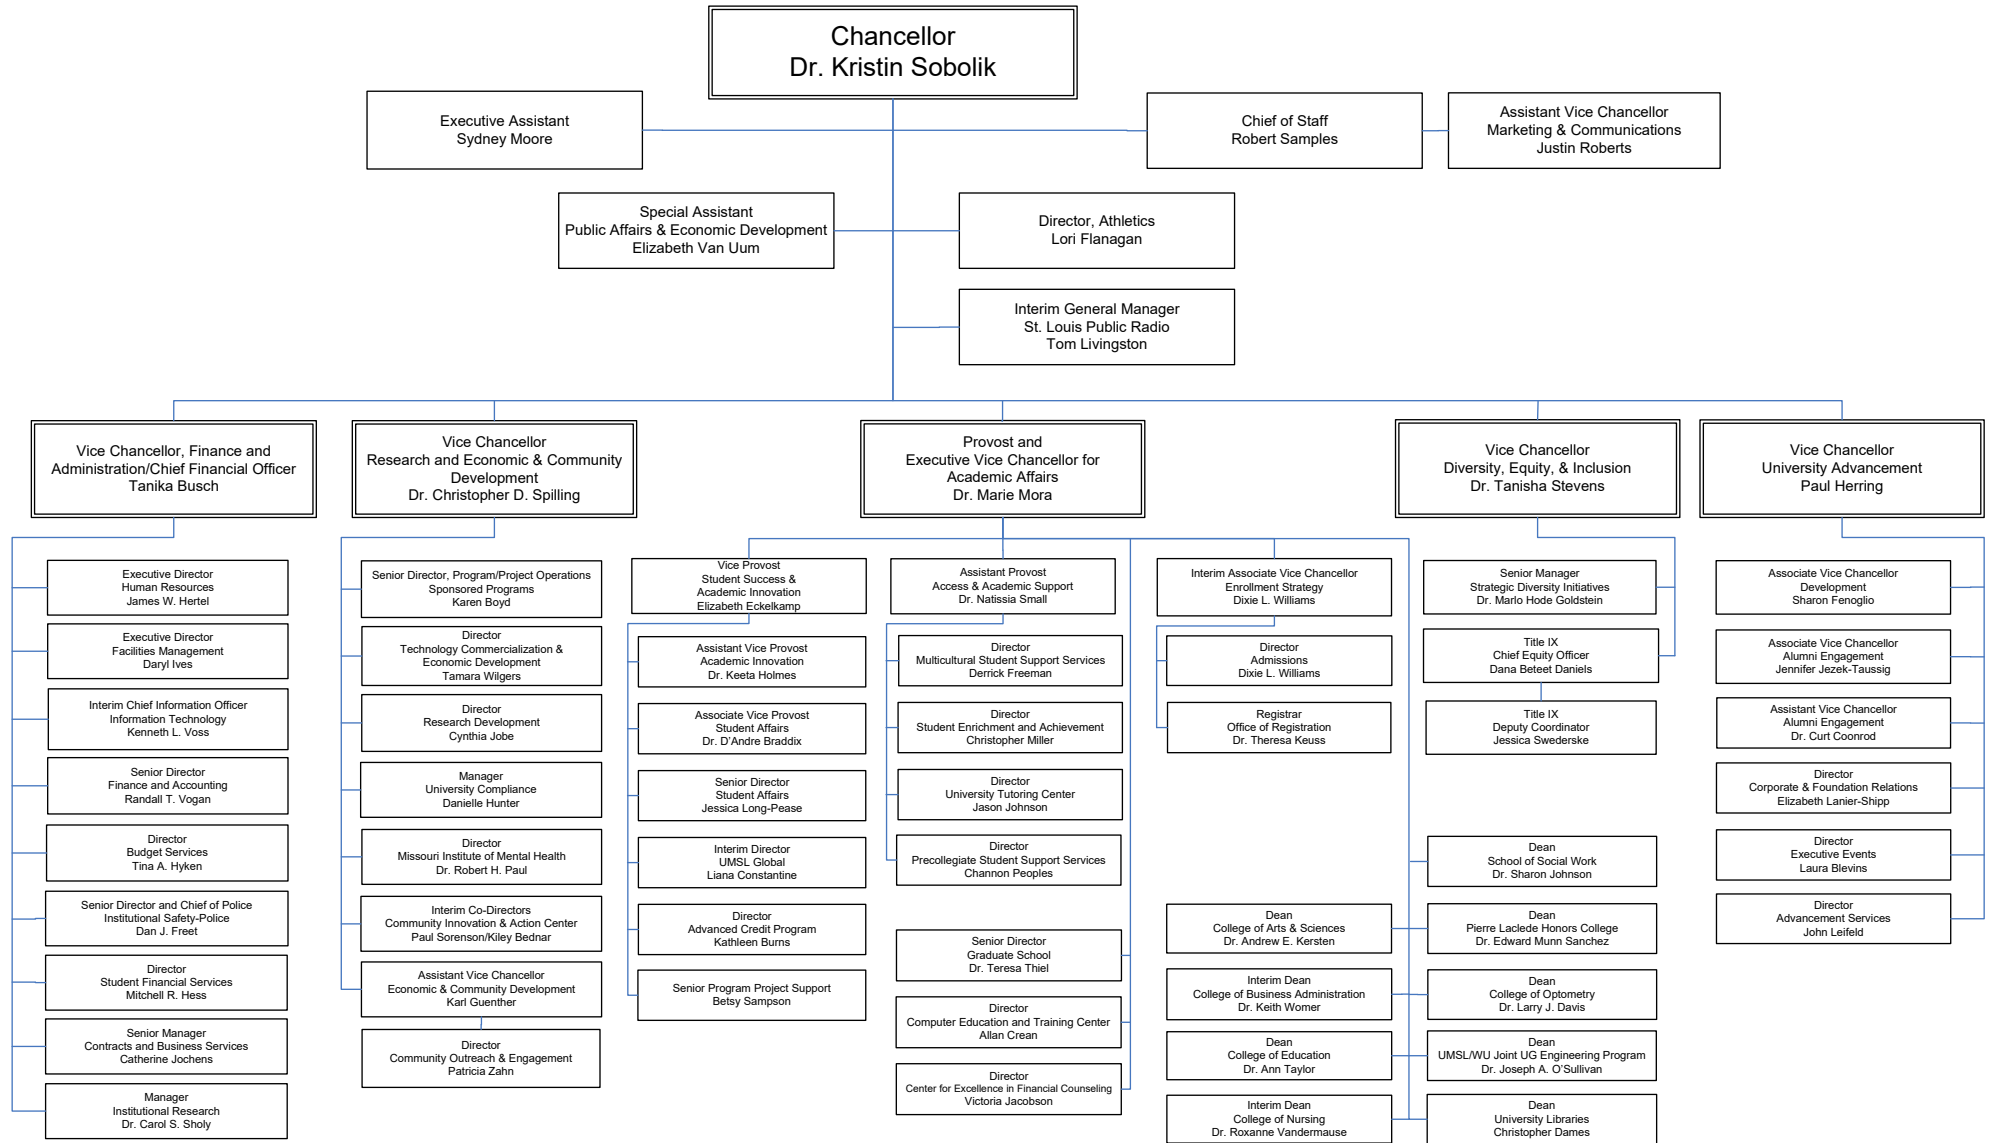 Chancellor
Dr. Kristin Sobolik
Executive Assistant
Sydney Moore
Chief of Staff
Robert Samples
Assistant Vice Chancellor
Marketing & Communications
Justin Roberts
Special Assistant
Public Affairs & Economic Development
Elizabeth Van Uum
Director, Athletics
Lori Flanagan
Interim General Manager
St. Louis Public Radio
Tom Livingston
Vice Chancellor, Finance and
Administration/Chief Financial Officer
Tanika Busch
Vice Chancellor
Research and Economic & Community
Development
Dr. Christopher D. Spilling
Provost and
Executive Vice Chancellor for
Academic Affairs
Dr. Marie Mora
Vice Chancellor
Diversity, Equity, & Inclusion
Dr. Tanisha Stevens
Vice Chancellor
University Advancement
Paul Herring
Executive Director
Human Resources
James W. Hertel
Executive Director
Facilities Management
Daryl Ives
Interim Chief Information Officer
Information Technology
Kenneth L. Voss
Senior Director
Finance and Accounting
Randall T. Vogan
Director
Budget Services
Tina A. Hyken
Senior Director and Chief of Police
Institutional Safety-Police
Dan J. Freet
Director
Student Financial Services
Mitchell R. Hess
Senior Manager
Contracts and Business Services
Catherine Jochens
Manager
Institutional Research
Dr. Carol S. Sholy
Senior Director, Program/Project Operations
Sponsored Programs
Karen Boyd
Director
Technology Commercialization &
Economic Development
Tamara Wilgers
Director
Research Development
Cynthia Jobe
Manager
University Compliance
Danielle Hunter
Director
Missouri Institute of Mental Health
Dr. Robert H. Paul
Interim Co-Directors
Community Innovation & Action Center
Paul Sorenson/Kiley Bednar
Assistant Vice Chancellor
Economic & Community Development
Karl Guenther
Director
Community Outreach & Engagement
Patricia Zahn
Vice Provost
Student Success &
Academic Innovation
Elizabeth Eckelkamp
Assistant Vice Provost
Academic Innovation
Dr. Keeta Holmes
Associate Vice Provost
Student Affairs
Dr. D’Andre Braddix
Senior Director
Student Affairs
Jessica Long-Pease
Interim Director
UMSL Global
Liana Constantine
Director
Advanced Credit Program
Kathleen Burns
Senior Program Project Support
Betsy Sampson
Assistant Provost
Access & Academic Support
Dr. Natissia Small
Director
Multicultural Student Support Services
Derrick Freeman
Director
Student Enrichment and Achievement
Christopher Miller
Director
University Tutoring Center
Jason Johnson
Director
Precollegiate Student Support Services
Channon Peoples
Senior Director
Graduate School
Dr. Teresa Thiel
Director
Computer Education and Training Center
Allan Crean
Director
Center for Excellence in Financial Counseling
Victoria Jacobson
Interim Associate Vice Chancellor
Enrollment Strategy
Dixie L. Williams
Director
Admissions
Dixie L. Williams
Registrar
Office of Registration
Dr. Theresa Keuss
Dean
College of Arts & Sciences
Dr. Andrew E. Kersten
Interim Dean
College of Business Administration
Dr. Keith Womer
Dean
College of Education
Dr. Ann Taylor
Interim Dean
College of Nursing
Dr. Roxanne Vandermause
Senior Manager
Strategic Diversity Initiatives
Dr. Marlo Hode Goldstein
Title IX
Chief Equity Officer
Dana Beteet Daniels
Title IX
Deputy Coordinator
Jessica Swederske
Dean
School of Social Work
Dr. Sharon Johnson
Dean
Pierre Laclede Honors College
Dr. Edward Munn Sanchez
Dean
College of Optometry
Dr. Larry J. Davis
Dean
UMSL/WU Joint UG Engineering Program
Dr. Joseph A. O’Sullivan
Dean
University Libraries
Christopher Dames
Associate Vice Chancellor
Development
Sharon Fenoglio
Associate Vice Chancellor
Alumni Engagement
Jennifer Jezek-Taussig
Assistant Vice Chancellor
Alumni Engagement
Dr. Curt Coonrod
Director
Corporate & Foundation Relations
Elizabeth Lanier-Shipp
Director
Executive Events
Laura Blevins
Director
Advancement Services
John Leifeld